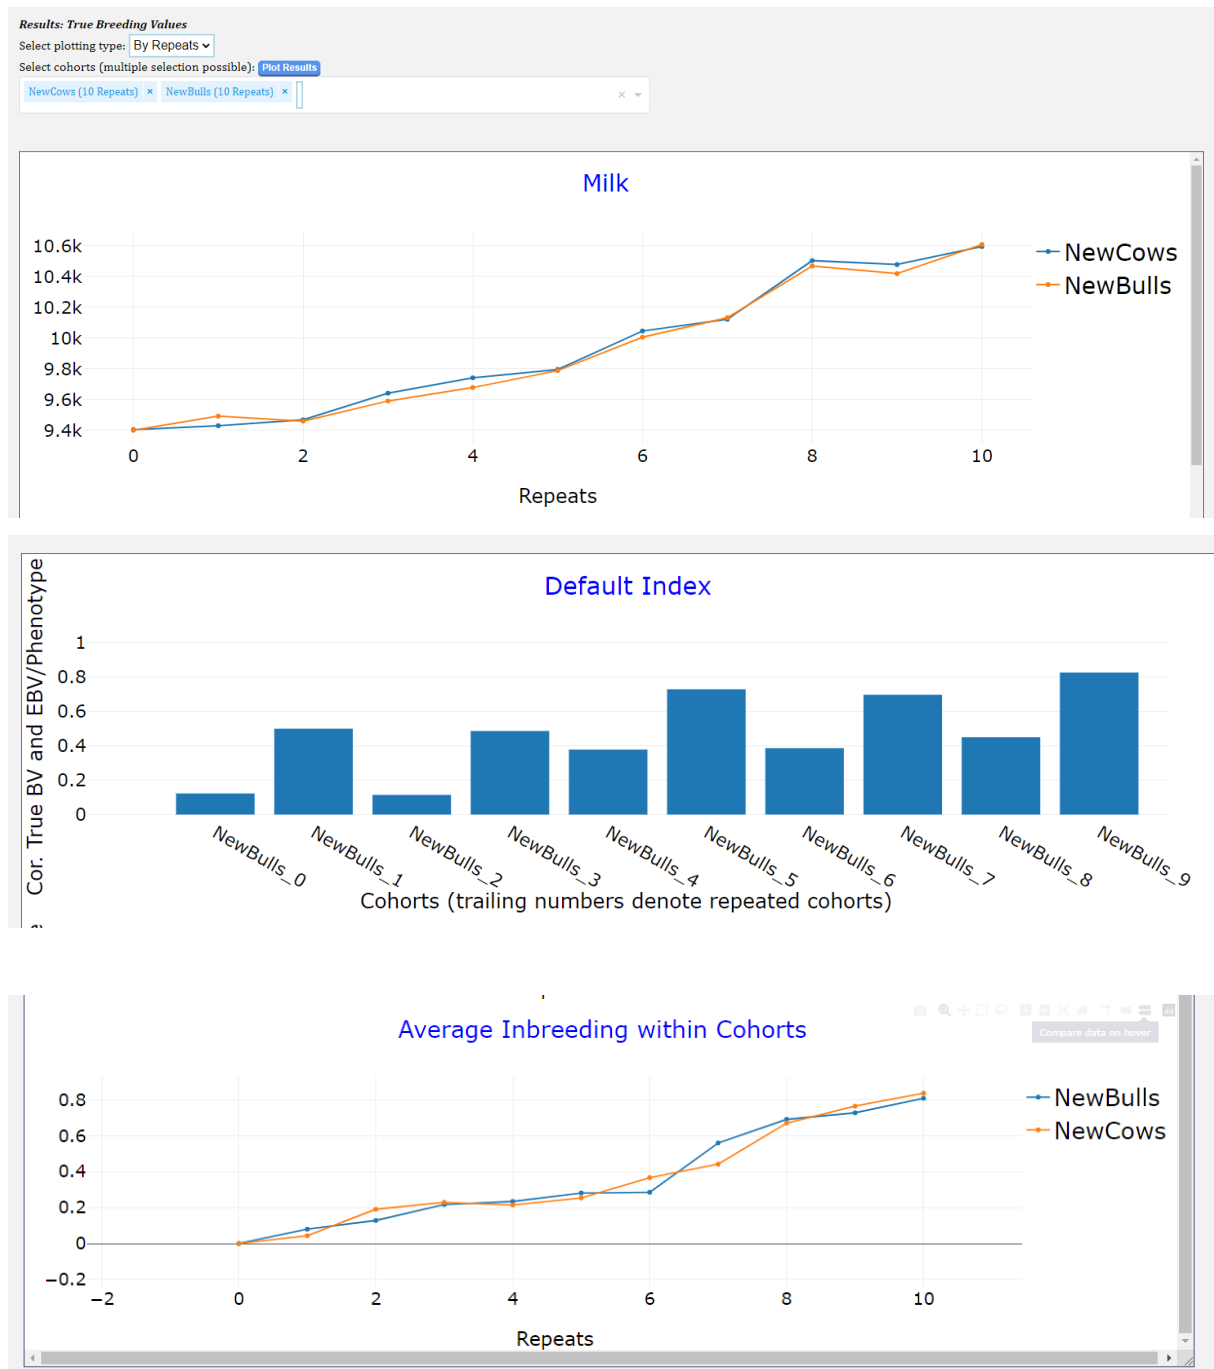 Results: True Breeding Values
Select plotting type: By Repeats
Select cohorts (multiple selection possible): Plot Results
NewCows (10 Repeats) × NewBulls (10 Repeats) ×
Milk
10.6k
10.4k
10.2k
10k
9.8k
9.6k
9.4k
0 2 4 6 8 10
Repeats
NewCows
NewBulls
Default Index
Cor. True BV and EBV/Phenotype
1
0.8
0.6
0.4
0.2
0
NewBulls_0 NewBulls_1 NewBulls_2 NewBulls_3 NewBulls_4 NewBulls_5 NewBulls_6 NewBulls_7 NewBulls_8 NewBulls_9
Cohorts (trailing numbers denote repeated cohorts)
Average Inbreeding within Cohorts
Compare data on hover
0.8
0.6
0.4
0.2
0
−0.2
−2 0 2 4 6 8 10
Repeats
NewBulls
NewCows